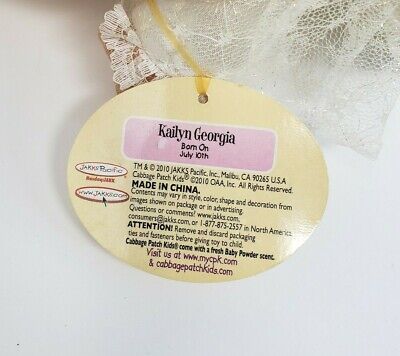 Kailyn Georgia
Born On
July 10th
JAKKS Pacific
www.JAKKS.com
TM & © 2010 JAKKS Pacific, Inc., Malibu, CA 90265 U.S.A
Cabbage Patch Kids® ©2010 OAA, Inc. All Rights Reserved.
MADE IN CHINA.
Contents may vary in style, color, shape and decoration from
images shown on package or in advertising.
Questions or comments? www.jakks.com,
consumers@jakks.com, or 1-877-875-2557 in North America.
ATTENTION! Remove and discard packaging
ties and fasteners before giving toy to child.
Cabbage Patch Kids® come with a fresh Baby Powder scent.
Visit us at www.mycpk.com
& cabbagepatchkids.com